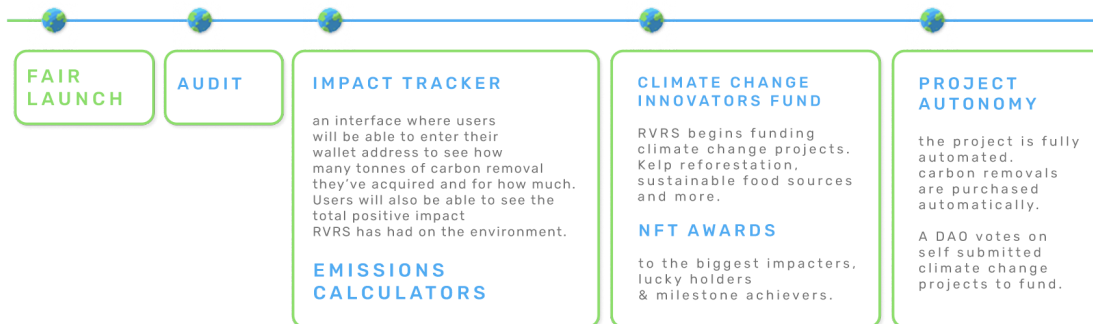 FAIR
LAUNCH
AUDIT
IMPACT TRACKER
an interface where users
will be able to enter their
wallet address to see how
many tonnes of carbon removal
they've acquired and for how much.
Users will also be able to see the
total positive impact
RVRS has had on the environment.
EMISSIONS
CALCULATORS
CLIMATE CHANGE
INNOVATORS FUND
RVRS begins funding
climate change projects.
Kelp reforestation,
sustainable food sources
and more.
NFT AWARDS
to the biggest impacters,
lucky holders
& milestone achievers.
PROJECT
AUTONOMY
the project is fully
automated.
carbon removals
are purchased
automatically.
A DAO votes on
self submitted
climate change
projects to fund.